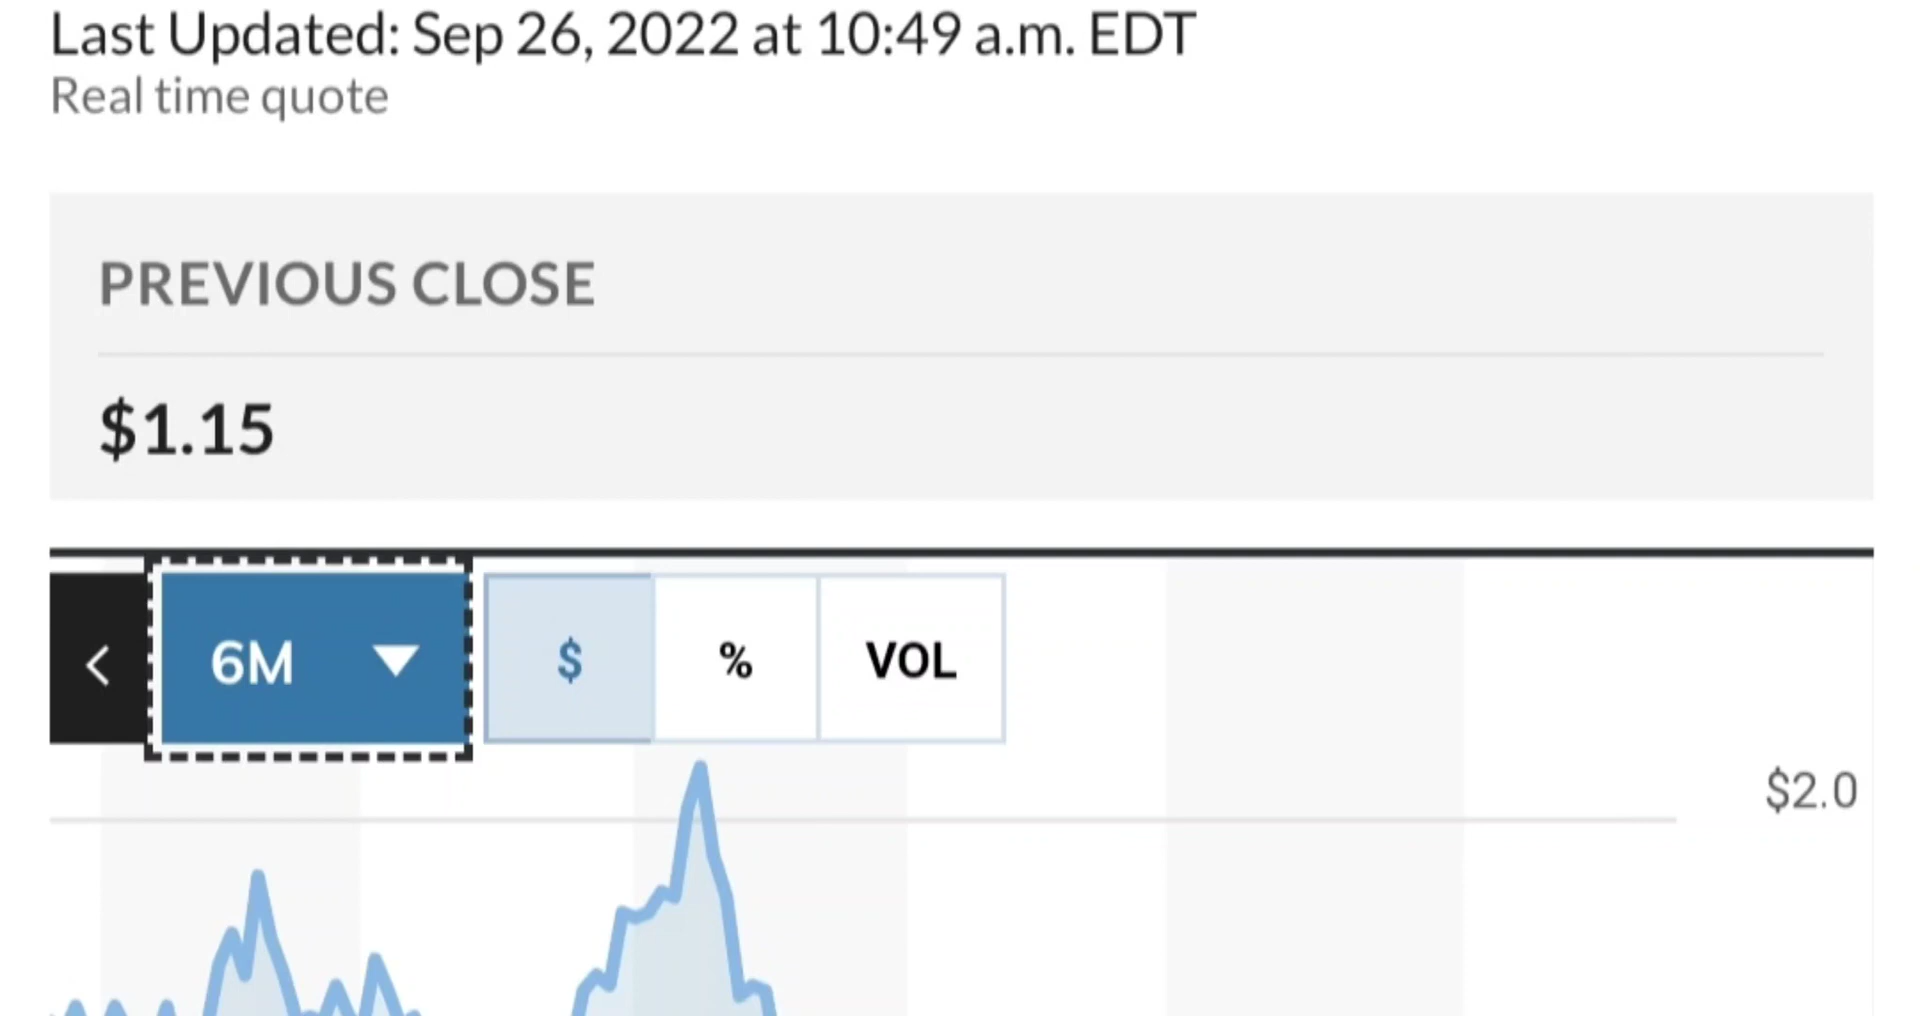 Last Updated: Sep 26, 2022 at 10:49 a.m. EDT
Real time quote
PREVIOUS CLOSE
$1.15
6M $ % VOL
$2.0